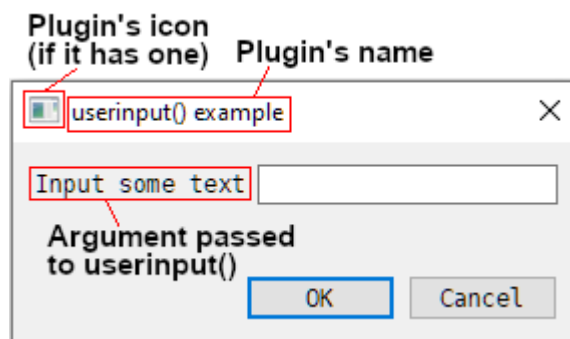 Plugin's icon
(if it has one) Plugin's name
userinput() example
Input some text
Argument passed
to userinput()
OK Cancel